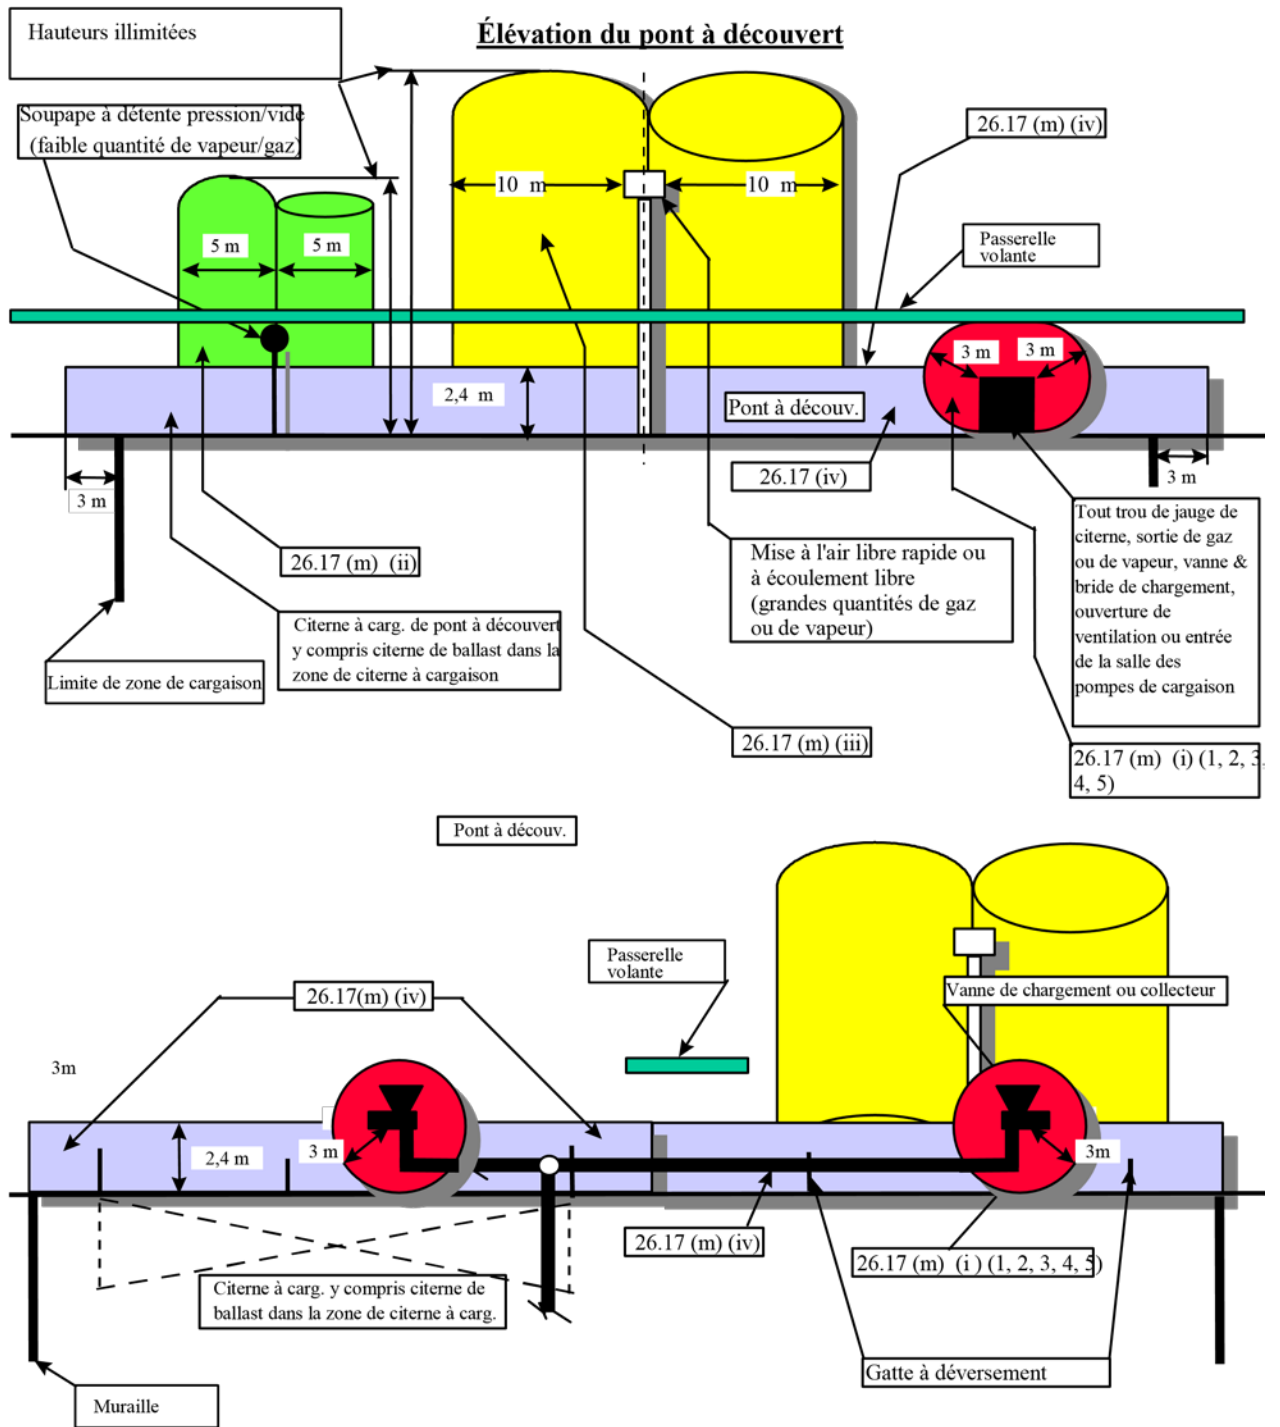 Élévation du pont à découvert
Hauteurs illimitées
Soupape à détente pression/vide
(faible quantité de vapeur/gaz)
26.17 (m) (iv)
10 m
10 m
5 m
5 m
Passerelle
volante
3 m
3 m
2,4 m
Pont à découv.
3 m
26.17 (iv)
3 m
Tout trou de jauge de
citerne, sortie de gaz
ou de vapeur, vanne &
bride de chargement,
ouverture de
ventilation ou entrée
de la salle des
pompes de cargaison
26.17 (m) (ii)
Mise à l'air libre rapide ou
à écoulement libre
(grandes quantités de gaz
ou de vapeur)
Citerne à carg. de pont à découvert
y compris citerne de ballast dans la
zone de citerne à cargaison
Limite de zone de cargaison
26.17 (m) (iii)
26.17 (m) (i) (1, 2, 3,
4, 5)
Pont à découv.
Passerelle
volante
26.17(m) (iv)
Vanne de chargement ou collecteur
3m
2,4 m
3 m
3m
26.17 (m) (iv)
26.17 (m) (i ) (1, 2, 3, 4, 5)
Citerne à carg. y compris citerne de
ballast dans la zone de citerne à carg.
Gatte à déversement
Muraille